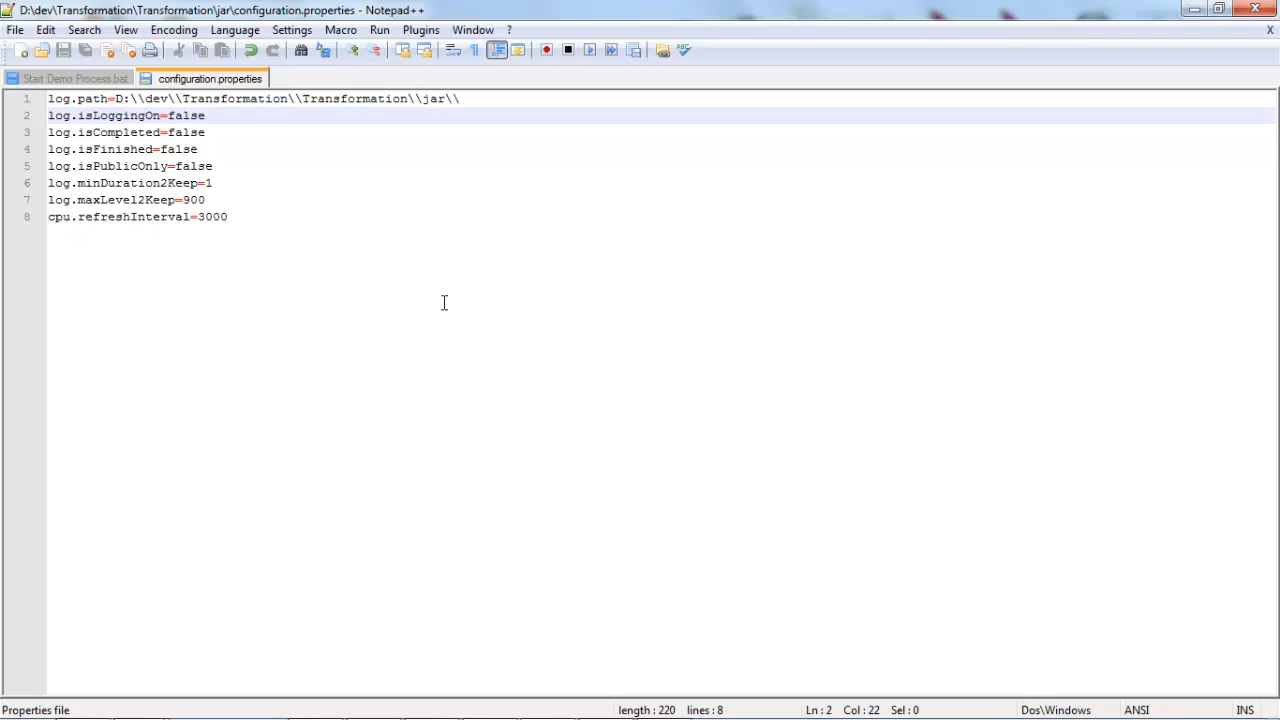 D:\dev\Transformation\Transformation\jar\configuration.properties - Notepad++
File Edit Search View Encoding Language Settings Macro Run Plugins Window ? X
Start Demo Process.bat configuration.properties
1 log.path=D:\\dev\\Transformation\\Transformation\\jar\\
2 log.isLoggingOn=false
3 log.isCompleted=false
4 log.isFinished=false
5 log.isPublicOnly=false
6 log.minDuration2Keep=1
7 log.maxLevel2Keep=900
8 cpu.refreshInterval=3000
Properties file length : 220 lines : 8 Ln : 2 Col : 22 Sel : 0 Dos\Windows ANSI INS